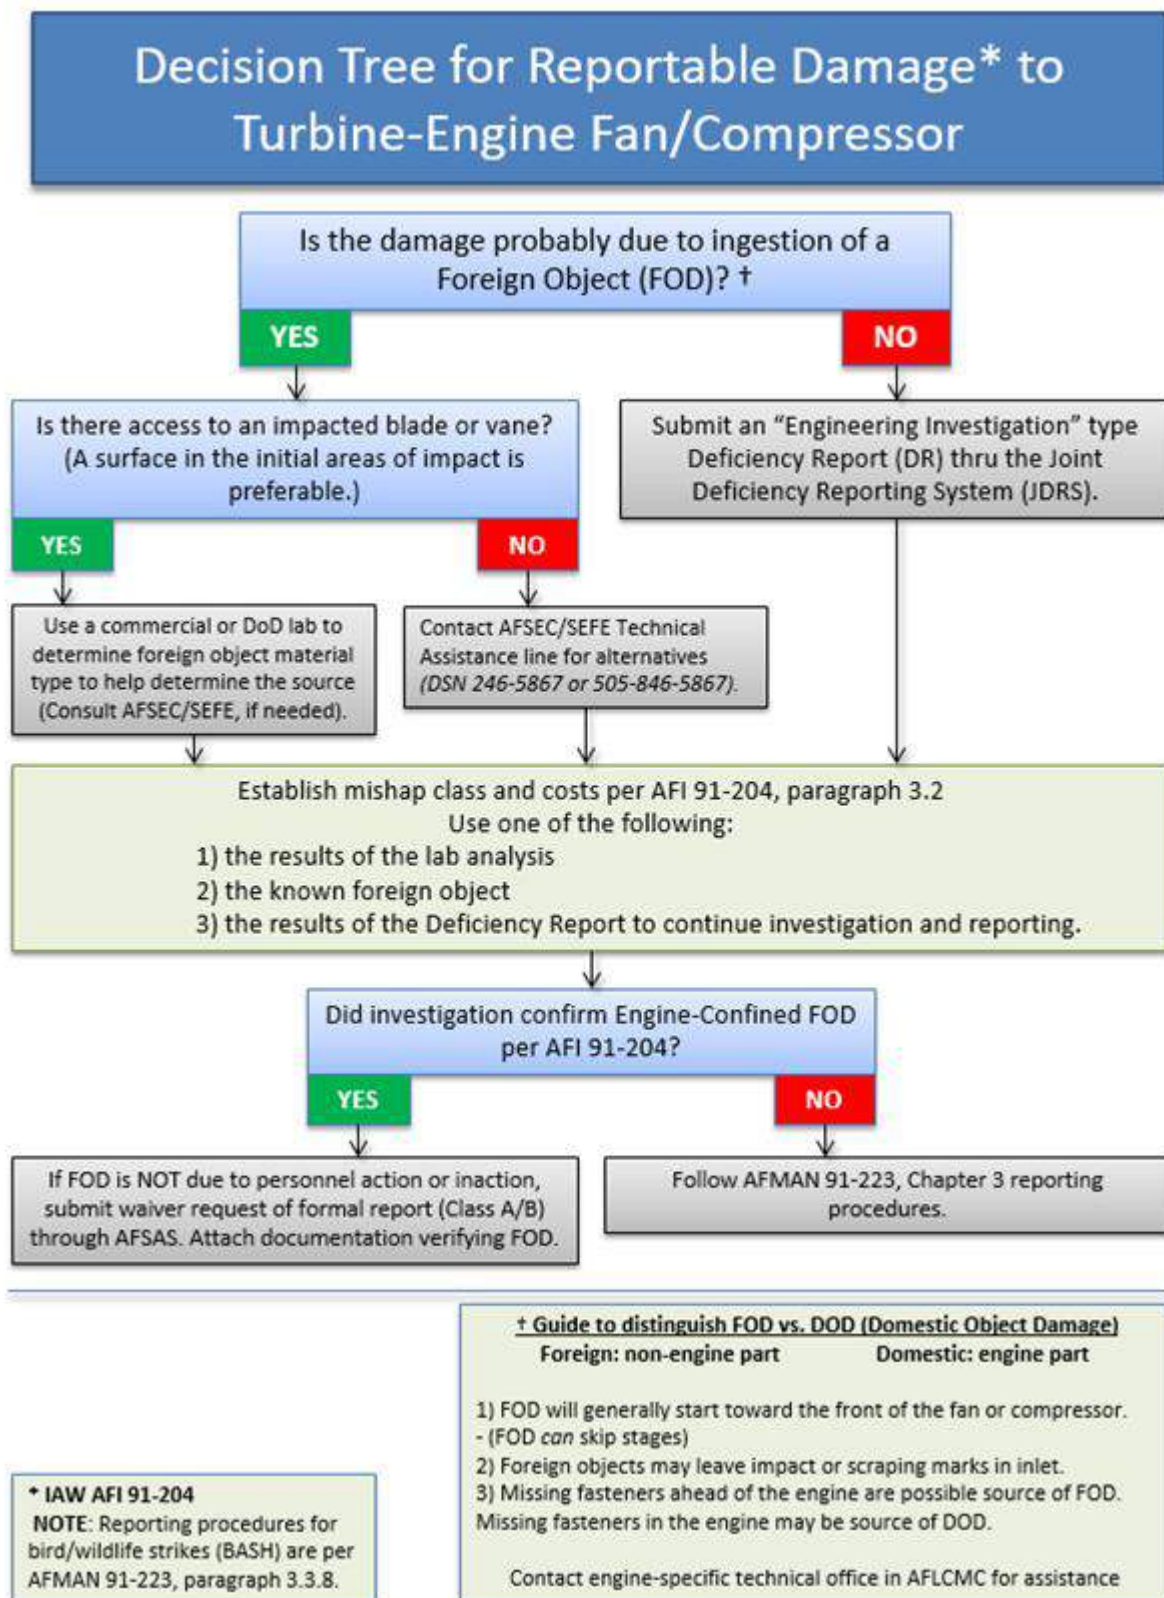 Decision Tree for Reportable Damage* to
Turbine-Engine Fan/Compressor
Is the damage probably due to ingestion of a
Foreign Object (FOD)? †
YES
NO
Is there access to an impacted blade or vane?
(A surface in the initial areas of impact is
preferable.)
Submit an “Engineering Investigation” type
Deficiency Report (DR) thru the Joint
Deficiency Reporting System (JDRS).
YES
NO
Use a commercial or DoD lab to
determine foreign object material
type to help determine the source
(Consult AFSEC/SEFE, if needed).
Contact AFSEC/SEFE Technical
Assistance line for alternatives
(DSN 246-5867 or 505-846-5867).
Establish mishap class and costs per AFI 91-204, paragraph 3.2
Use one of the following:
1) the results of the lab analysis
2) the known foreign object
3) the results of the Deficiency Report to continue investigation and reporting.
Did investigation confirm Engine-Confined FOD
per AFI 91-204?
YES
NO
If FOD is NOT due to personnel action or inaction,
submit waiver request of formal report (Class A/B)
through AFSAS. Attach documentation verifying FOD.
Follow AFMAN 91-223, Chapter 3 reporting
procedures.
* IAW AFI 91-204
NOTE: Reporting procedures for
bird/wildlife strikes (BASH) are per
AFMAN 91-223, paragraph 3.3.8.
† Guide to distinguish FOD vs. DOD (Domestic Object Damage)
Foreign: non-engine part Domestic: engine part
1) FOD will generally start toward the front of the fan or compressor.
- (FOD can skip stages)
2) Foreign objects may leave impact or scraping marks in inlet.
3) Missing fasteners ahead of the engine are possible source of FOD.
Missing fasteners in the engine may be source of DOD.
Contact engine-specific technical office in AFLCMC for assistance